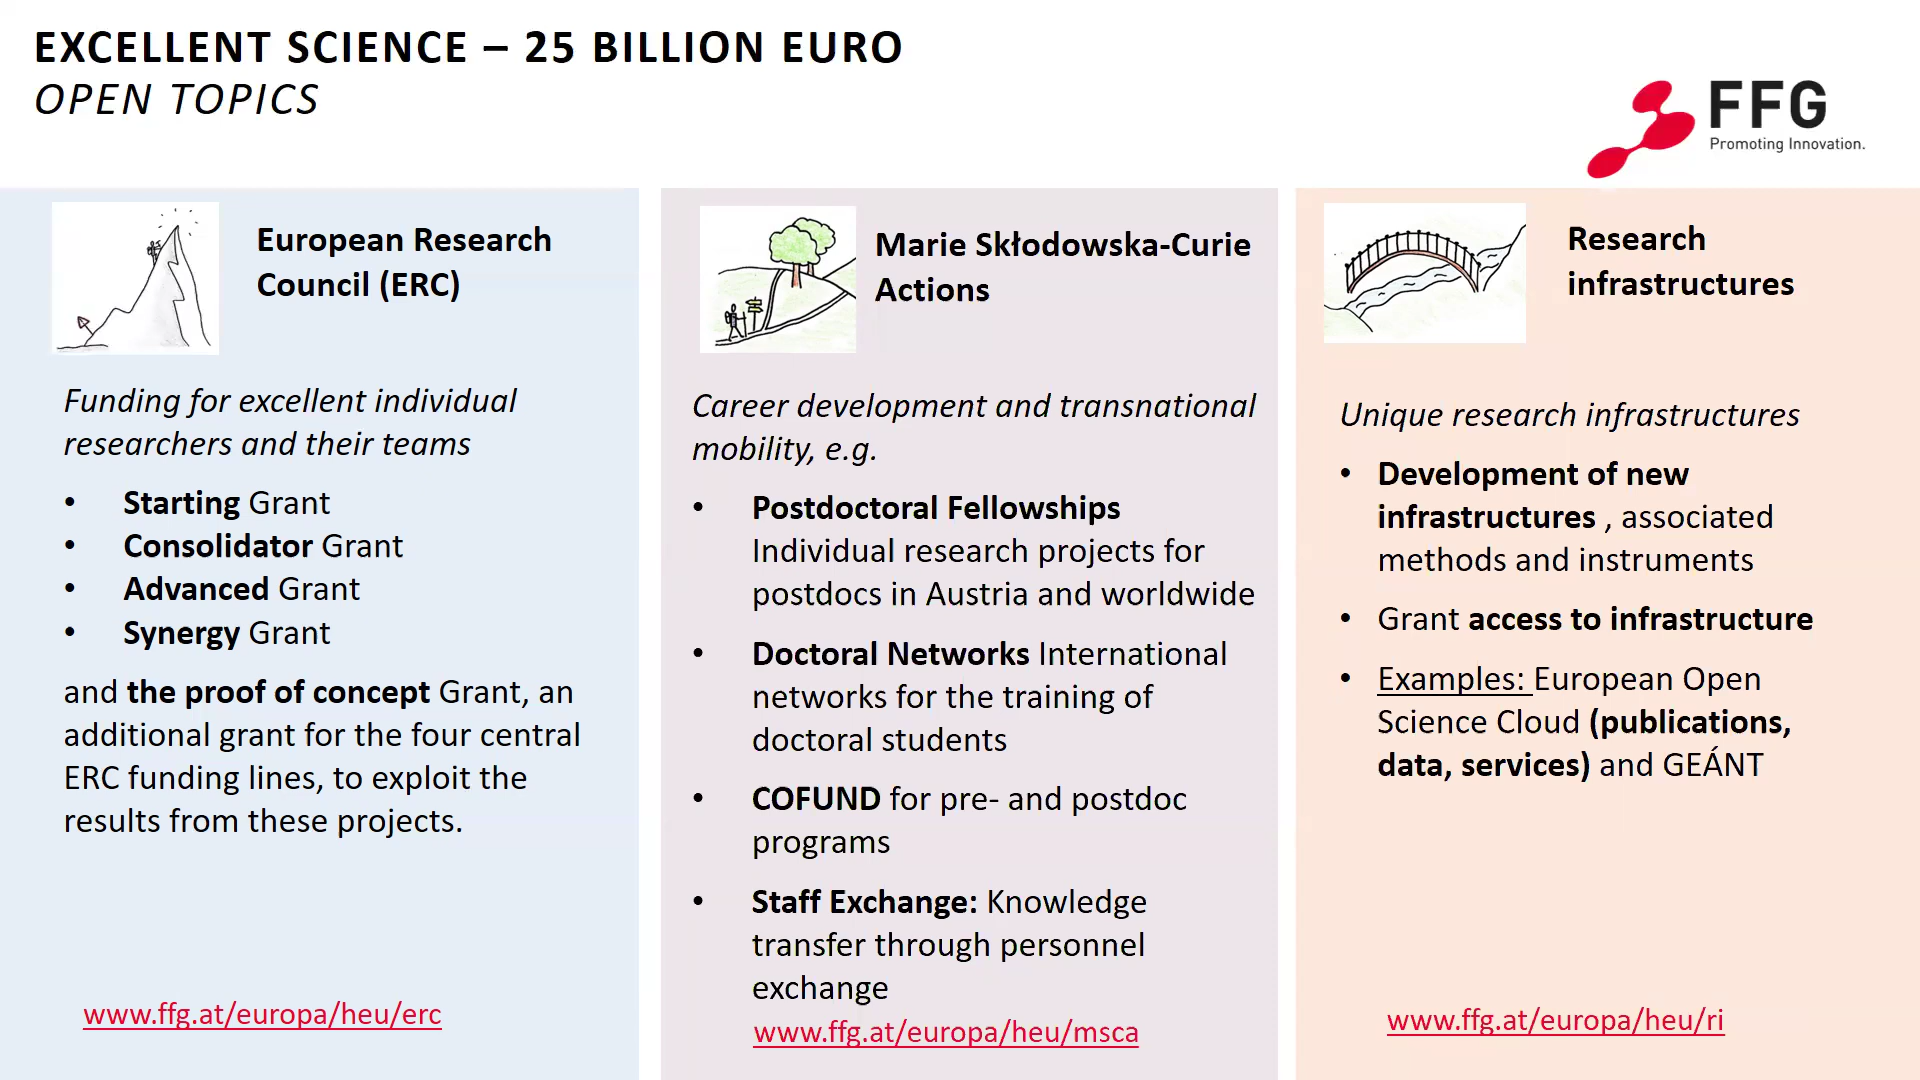 EXCELLENT SCIENCE – 25 BILLION EURO
OPEN TOPICS
FFG
Promoting Innovation.
European Research
Council (ERC)
Funding for excellent individual
researchers and their teams
• Starting Grant
• Consolidator Grant
• Advanced Grant
• Synergy Grant
and the proof of concept Grant, an
additional grant for the four central
ERC funding lines, to exploit the
results from these projects.
www.ffg.at/europa/heu/erc
Marie Skłodowska-Curie
Actions
Career development and transnational
mobility, e.g.
• Postdoctoral Fellowships
Individual research projects for
postdocs in Austria and worldwide
• Doctoral Networks International
networks for the training of
doctoral students
• COFUND for pre- and postdoc
programs
• Staff Exchange: Knowledge
transfer through personnel
exchange
www.ffg.at/europa/heu/msca
Research
infrastructures
Unique research infrastructures
• Development of new
infrastructures , associated
methods and instruments
• Grant access to infrastructure
• Examples: European Open
Science Cloud (publications,
data, services) and GEÁNT
www.ffg.at/europa/heu/ri